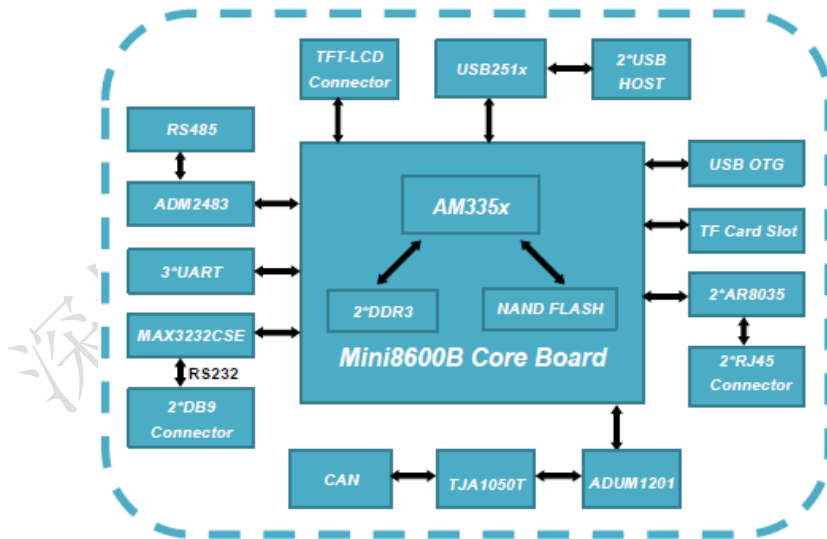 TFT-LCD
Connector
USB251x
2*USB
HOST
RS485
USB OTG
ADM2483
AM335x
TF Card Slot
3*UART
2*AR8035
2*DDR3
NAND FLASH
MAX3232CSE
Mini8600B Core Board
RS232
2*RJ45
Connector
2*DB9
Connector
CAN
TJA1050T
ADUM1201
深